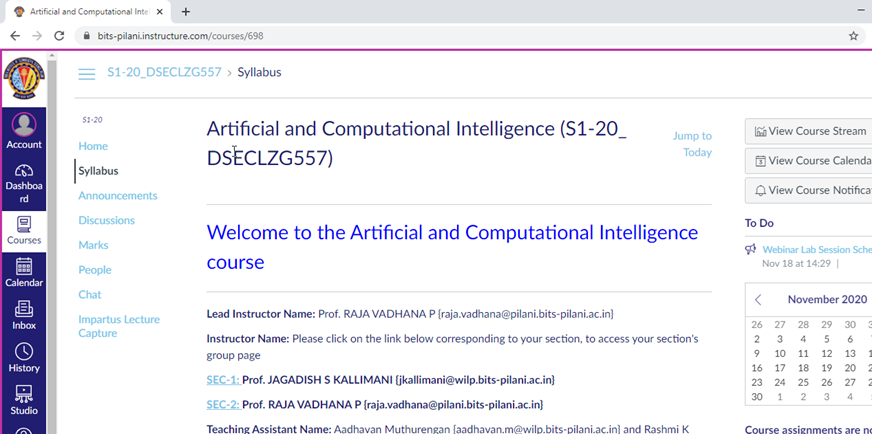 Artificial and Computational Inte
bits-pilani.instructure.com/courses/698
S1-20_DSECLZG557 › Syllabus
Account
Dashboa
rd
Courses
Calendar
Inbox
History
Studio
S1-20
Home
Syllabus
Announcements
Discussions
Marks
People
Chat
Impartus Lecture
Capture
Artificial and Computational Intelligence (S1-20_
DSECLZG557)
Jump to
Today
Welcome to the Artificial and Computational Intelligence
course
Lead Instructor Name: Prof. RAJA VADHANA P [raja.vadhana@pilani.bits-pilani.ac.in]
Instructor Name: Please click on the link below corresponding to your section, to access your section's
group page
SEC-1: Prof. JAGADISH S KALLIMANI [jkallimani@wilp.bits-pilani.ac.in}
SEC-2: Prof. RAJA VADHANA P [raja.vadhana@pilani.bits-pilani.ac.in}
Teaching Assistant Name: Aadhavan Muthurengan [aadhavan.m@wilp.bits-pilani.ac.in] and Rashmi K
View Course Stream
View Course Calenda
View Course Notifica
To Do
Webinar Lab Session Sche
Nov 18 at 14:29 |
November 2020
26 27 28 29 30 3
2 3 4 5 6
9 10 11 12 13 1
16 17 18 19 20 2
23 24 25 26 27 2
30 1 2 3 4
Course assignments are no